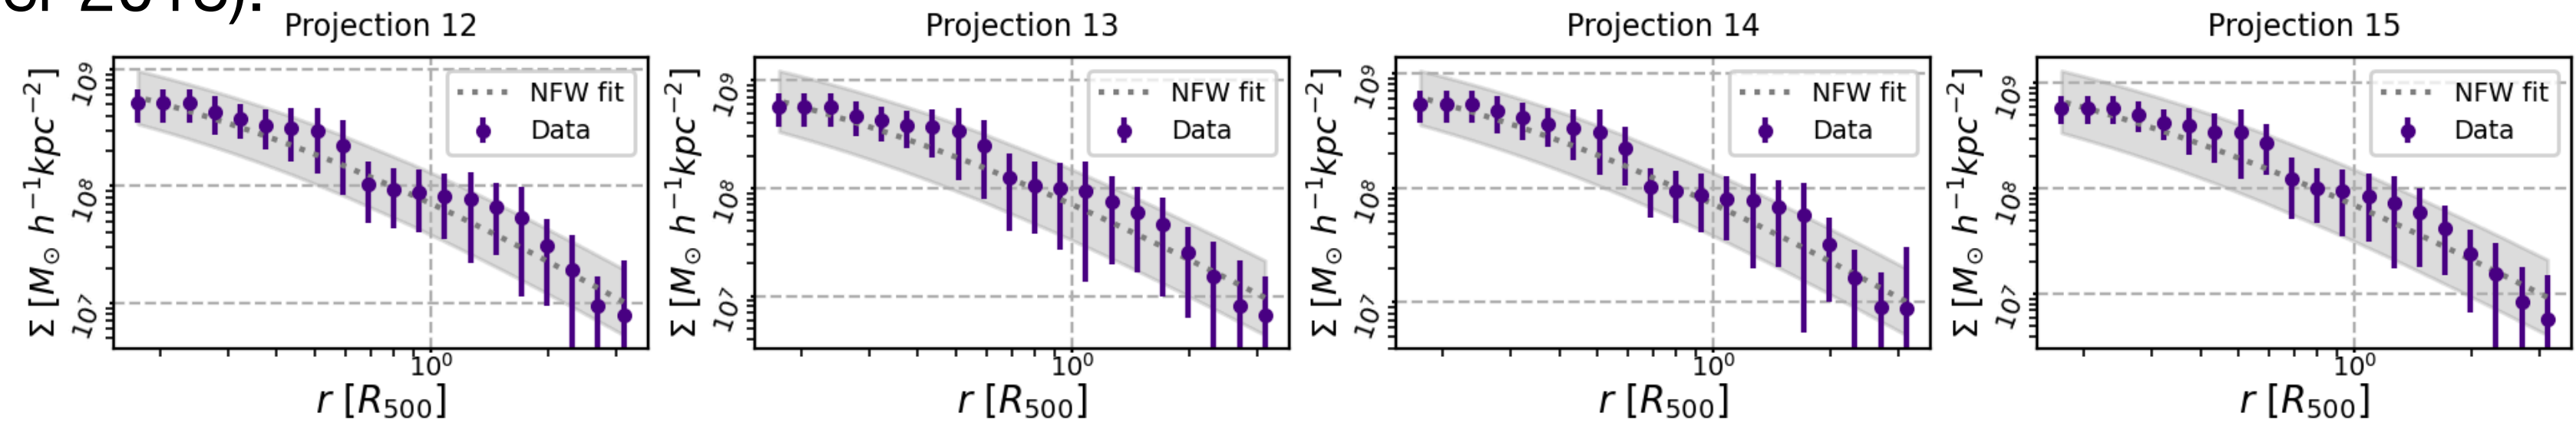 2018).
Projection 12
Projection 13
Projection 14
Projection 15
Σ [M⊙ h⁻¹kpc⁻²]
10⁹
10⁸
10⁷
NFW fit
Data
10⁰
r [R₅₀₀]
Σ [M⊙ h⁻¹kpc⁻²]
10⁹
10⁸
10⁷
NFW fit
Data
10⁰
r [R₅₀₀]
Σ [M⊙ h⁻¹kpc⁻²]
10⁹
10⁸
10⁷
NFW fit
Data
10⁰
r [R₅₀₀]
Σ [M⊙ h⁻¹kpc⁻²]
10⁹
10⁸
10⁷
NFW fit
Data
10⁰
r [R₅₀₀]